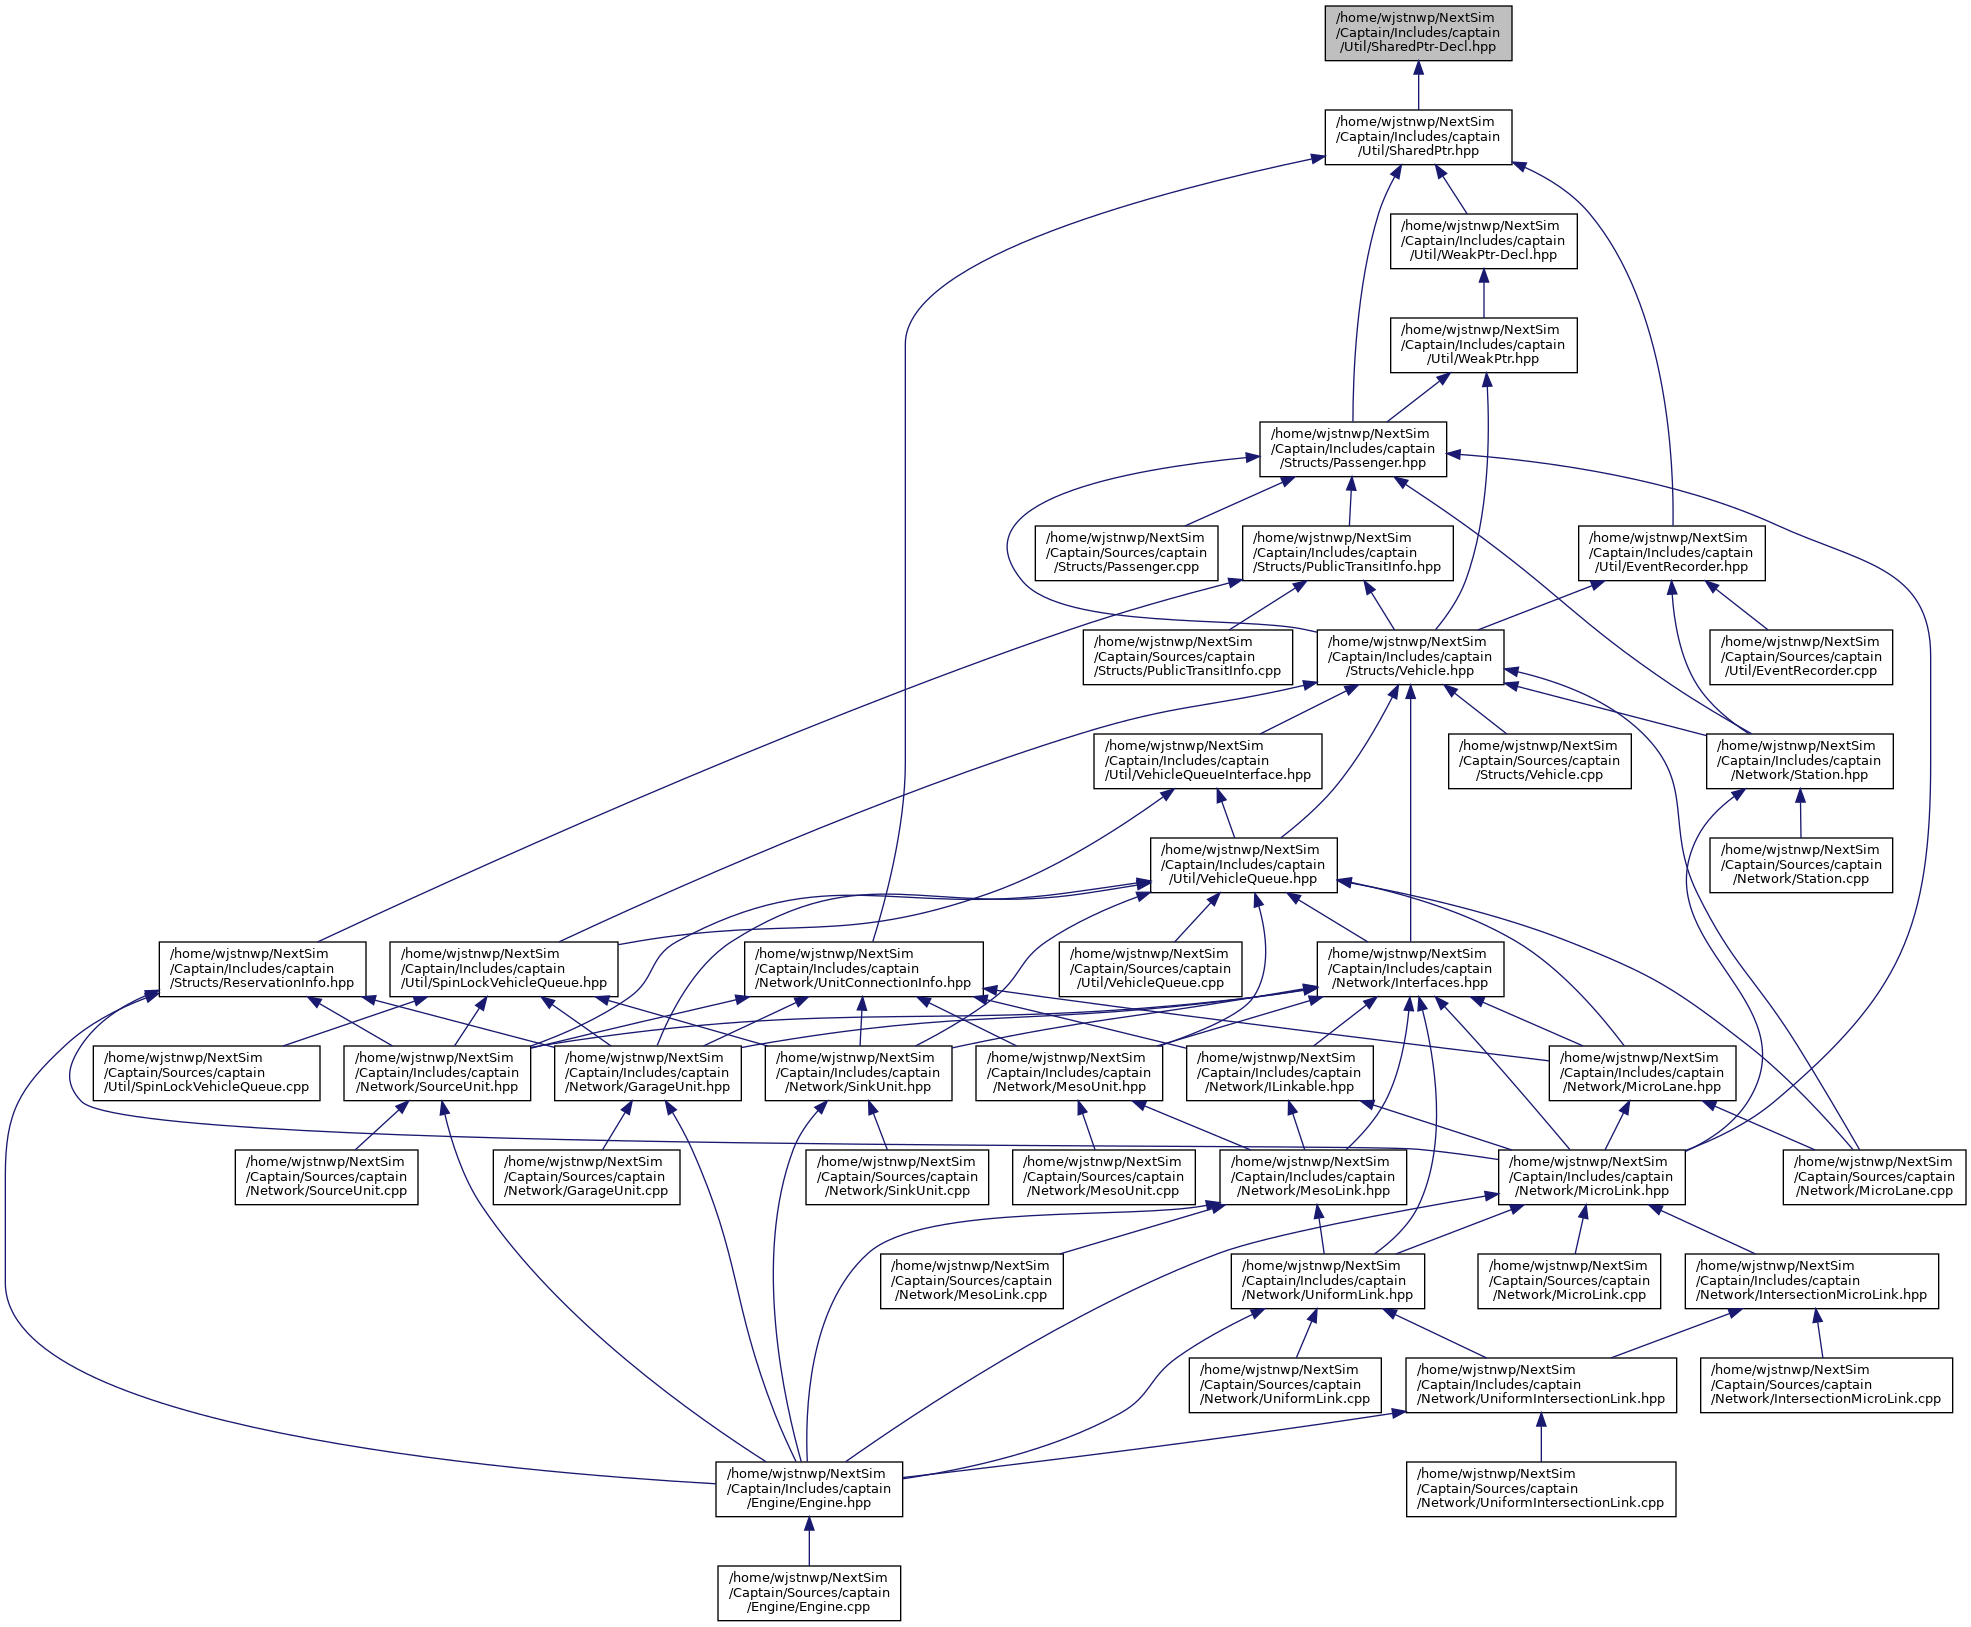 /home/wjstnwp/NextSim
/Captain/Includes/captain
/Util/SharedPtr-Decl.hpp
/home/wjstnwp/NextSim
/Captain/Includes/captain
/Util/SharedPtr.hpp
/home/wjstnwp/NextSim
/Captain/Includes/captain
/Util/WeakPtr-Decl.hpp
/home/wjstnwp/NextSim
/Captain/Includes/captain
/Util/WeakPtr.hpp
/home/wjstnwp/NextSim
/Captain/Includes/captain
/Structs/Passenger.hpp
/home/wjstnwp/NextSim
/Captain/Sources/captain
/Structs/Passenger.cpp
/home/wjstnwp/NextSim
/Captain/Includes/captain
/Structs/PublicTransitInfo.hpp
/home/wjstnwp/NextSim
/Captain/Includes/captain
/Util/EventRecorder.hpp
/home/wjstnwp/NextSim
/Captain/Sources/captain
/Structs/PublicTransitInfo.cpp
/home/wjstnwp/NextSim
/Captain/Includes/captain
/Structs/Vehicle.hpp
/home/wjstnwp/NextSim
/Captain/Sources/captain
/Util/EventRecorder.cpp
/home/wjstnwp/NextSim
/Captain/Includes/captain
/Util/VehicleQueueInterface.hpp
/home/wjstnwp/NextSim
/Captain/Sources/captain
/Structs/Vehicle.cpp
/home/wjstnwp/NextSim
/Captain/Includes/captain
/Network/Station.hpp
/home/wjstnwp/NextSim
/Captain/Includes/captain
/Util/VehicleQueue.hpp
/home/wjstnwp/NextSim
/Captain/Sources/captain
/Network/Station.cpp
/home/wjstnwp/NextSim
/Captain/Includes/captain
/Structs/ReservationInfo.hpp
/home/wjstnwp/NextSim
/Captain/Includes/captain
/Util/SpinLockVehicleQueue.hpp
/home/wjstnwp/NextSim
/Captain/Includes/captain
/Network/UnitConnectionInfo.hpp
/home/wjstnwp/NextSim
/Captain/Sources/captain
/Util/VehicleQueue.cpp
/home/wjstnwp/NextSim
/Captain/Includes/captain
/Network/Interfaces.hpp
/home/wjstnwp/NextSim
/Captain/Sources/captain
/Util/SpinLockVehicleQueue.cpp
/home/wjstnwp/NextSim
/Captain/Includes/captain
/Network/SourceUnit.hpp
/home/wjstnwp/NextSim
/Captain/Includes/captain
/Network/GarageUnit.hpp
/home/wjstnwp/NextSim
/Captain/Includes/captain
/Network/SinkUnit.hpp
/home/wjstnwp/NextSim
/Captain/Includes/captain
/Network/MesoUnit.hpp
/home/wjstnwp/NextSim
/Captain/Includes/captain
/Network/ILinkable.hpp
/home/wjstnwp/NextSim
/Captain/Includes/captain
/Network/MicroLane.hpp
/home/wjstnwp/NextSim
/Captain/Sources/captain
/Network/SourceUnit.cpp
/home/wjstnwp/NextSim
/Captain/Sources/captain
/Network/GarageUnit.cpp
/home/wjstnwp/NextSim
/Captain/Sources/captain
/Network/SinkUnit.cpp
/home/wjstnwp/NextSim
/Captain/Sources/captain
/Network/MesoUnit.cpp
/home/wjstnwp/NextSim
/Captain/Includes/captain
/Network/MesoLink.hpp
/home/wjstnwp/NextSim
/Captain/Includes/captain
/Network/MicroLink.hpp
/home/wjstnwp/NextSim
/Captain/Sources/captain
/Network/MicroLane.cpp
/home/wjstnwp/NextSim
/Captain/Sources/captain
/Network/MesoLink.cpp
/home/wjstnwp/NextSim
/Captain/Includes/captain
/Network/UniformLink.hpp
/home/wjstnwp/NextSim
/Captain/Sources/captain
/Network/MicroLink.cpp
/home/wjstnwp/NextSim
/Captain/Includes/captain
/Network/IntersectionMicroLink.hpp
/home/wjstnwp/NextSim
/Captain/Sources/captain
/Network/UniformLink.cpp
/home/wjstnwp/NextSim
/Captain/Includes/captain
/Network/UniformIntersectionLink.hpp
/home/wjstnwp/NextSim
/Captain/Sources/captain
/Network/IntersectionMicroLink.cpp
/home/wjstnwp/NextSim
/Captain/Includes/captain
/Engine/Engine.hpp
/home/wjstnwp/NextSim
/Captain/Sources/captain
/Network/UniformIntersectionLink.cpp
/home/wjstnwp/NextSim
/Captain/Sources/captain
/Engine/Engine.cpp